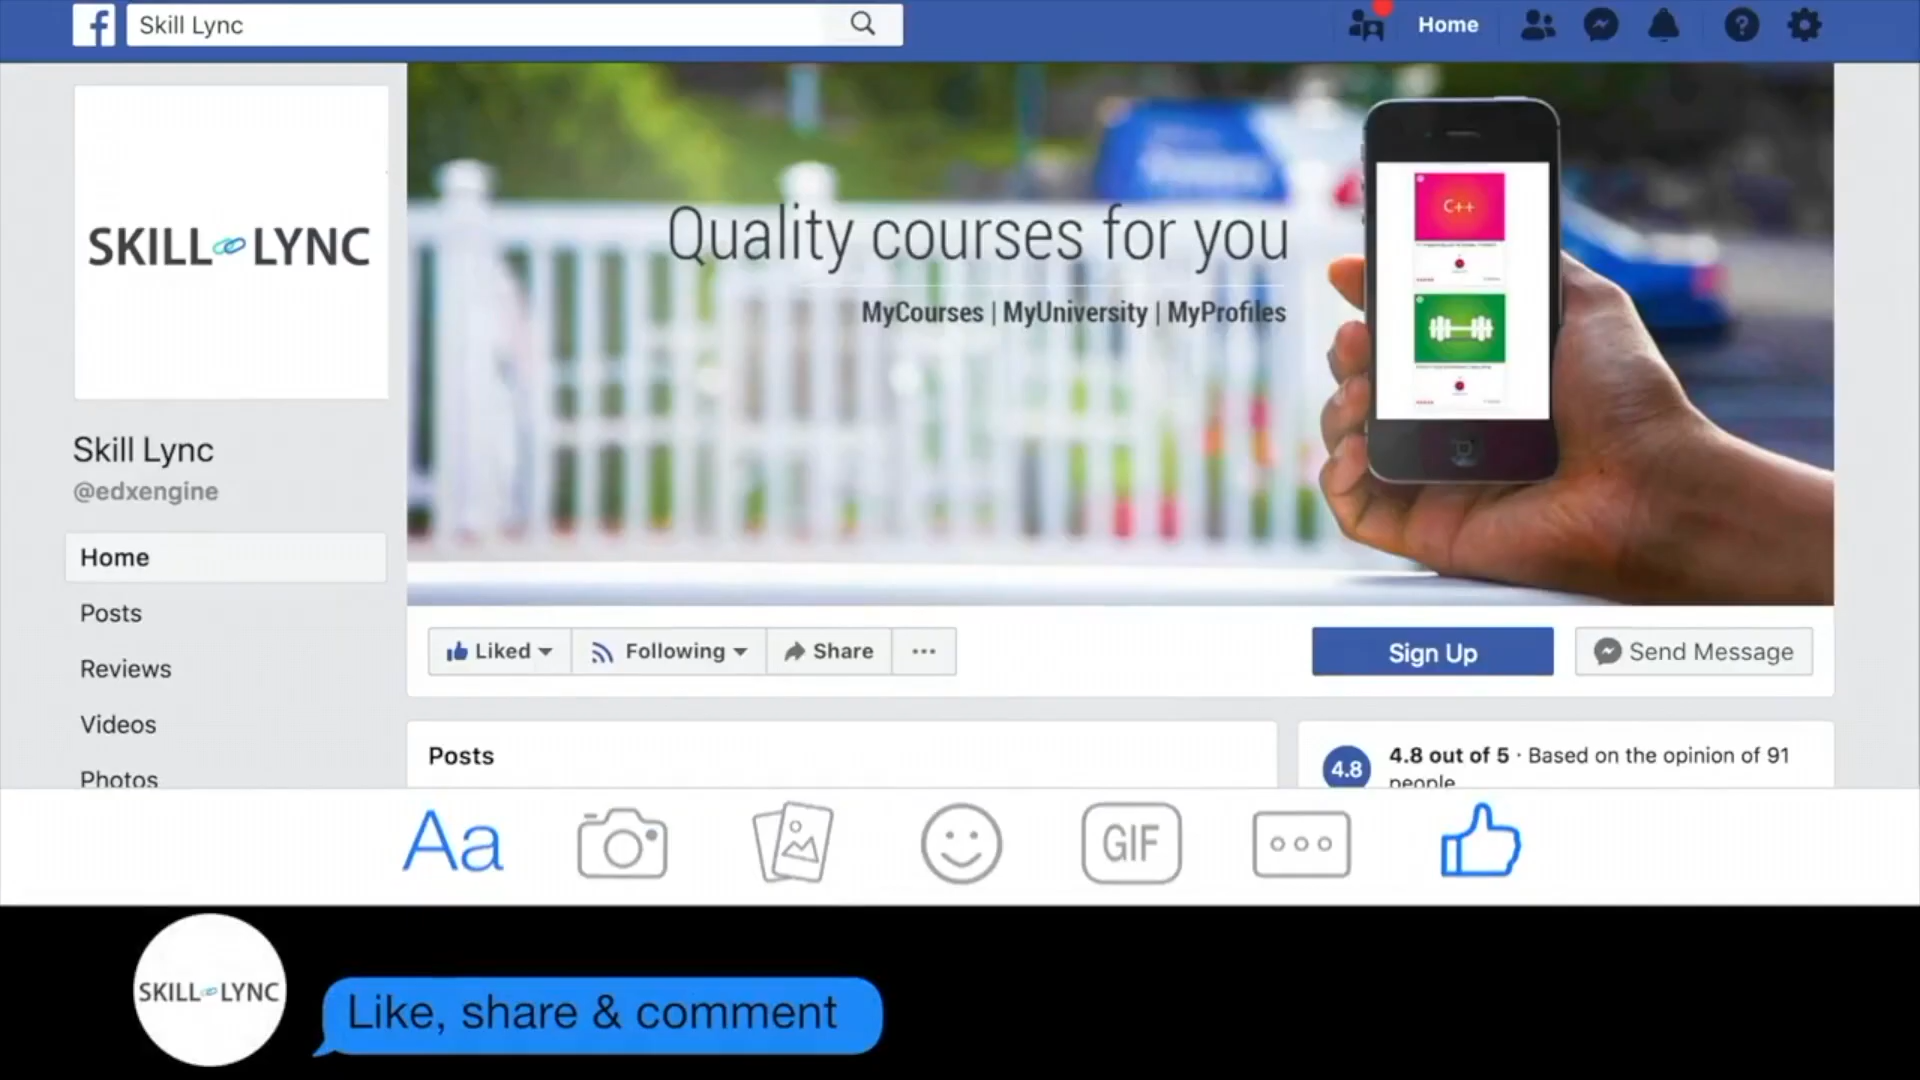 Skill Lync
Home
SKILL LYNC
Quality courses for you
MyCourses | MyUniversity | MyProfiles
C++
Skill Lync
@edxengine
Home
Posts
Reviews
Videos
Photos
Liked
Following
Share
Sign Up
Send Message
Posts
4.8
4.8 out of 5 · Based on the opinion of 91
people
Aa
GIF
SKILL LYNC
Like, share & comment